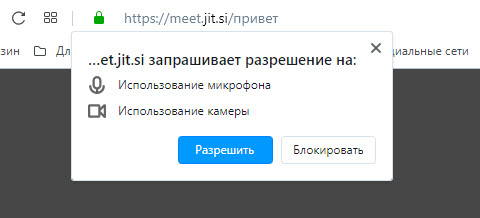 https://meet.jit.si/привет
зин
Дл
...et.jit.si запрашивает разрешение на:
циальные сети
Использование микрофона
Использование камеры
Разрешить
Блокировать